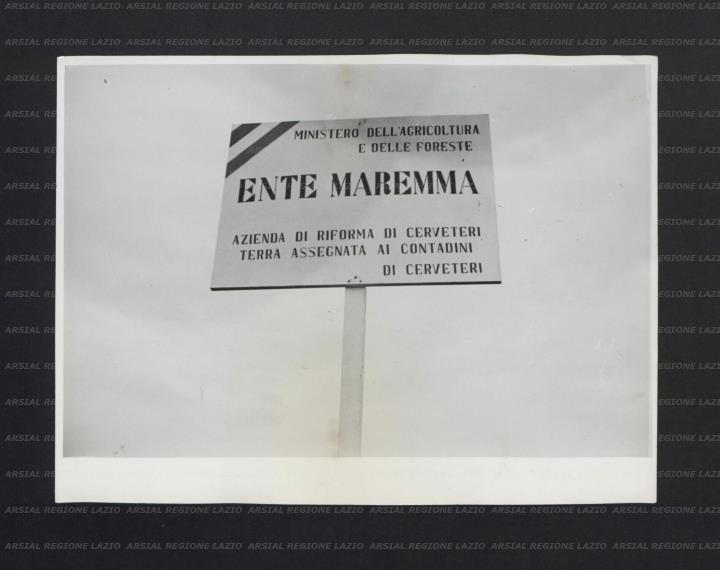 MINISTERO DELL'AGRICOLTURA
E DELLE FORESTE
ENTE MAREMMA
AZIENDA DI RIFORMA DI CERVETERI
TERRA ASSEGNATA AI CONTADINI
DI CERVETERI
ARSIAL REGIONE LAZIO